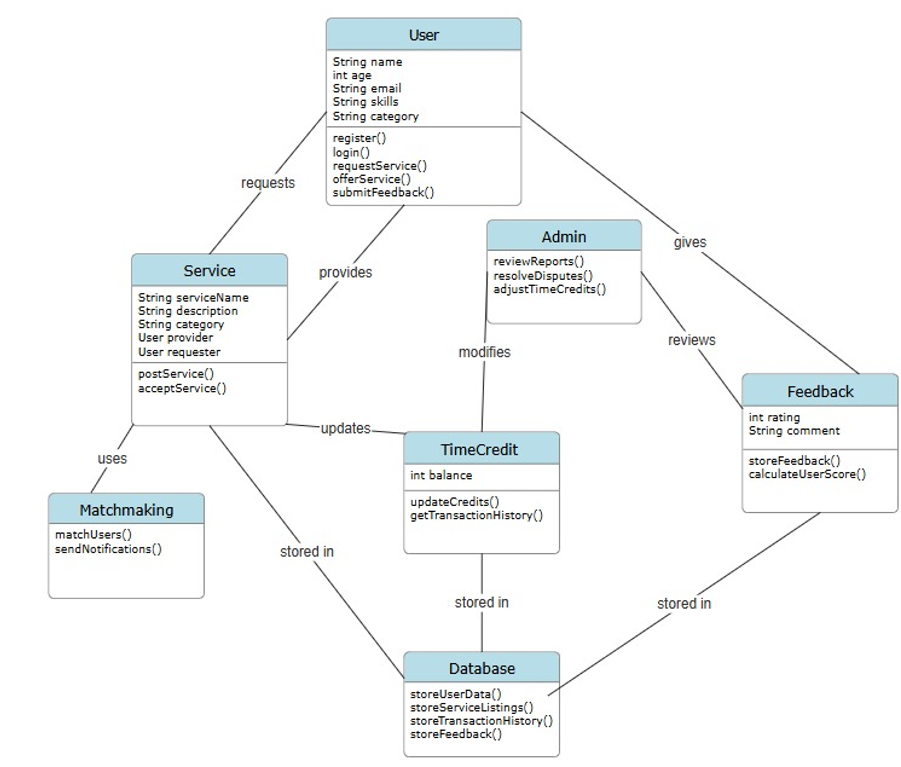 User
String name
int age
String email
String skills
String category
register()
login()
requestService()
offerService()
submitFeedback()
requests
provides
gives
Admin
reviewReports()
resolveDisputes()
adjustTimeCredits()
Service
String serviceName
String description
String category
User provider
User requester
postService()
acceptService()
modifies
reviews
Feedback
int rating
String comment
storeFeedback()
calculateUserScore()
updates
TimeCredit
int balance
updateCredits()
getTransactionHistory()
uses
Matchmaking
matchUsers()
sendNotifications()
stored in
stored in
stored in
Database
storeUserData()
storeServiceListings()
storeTransactionHistory()
storeFeedback()